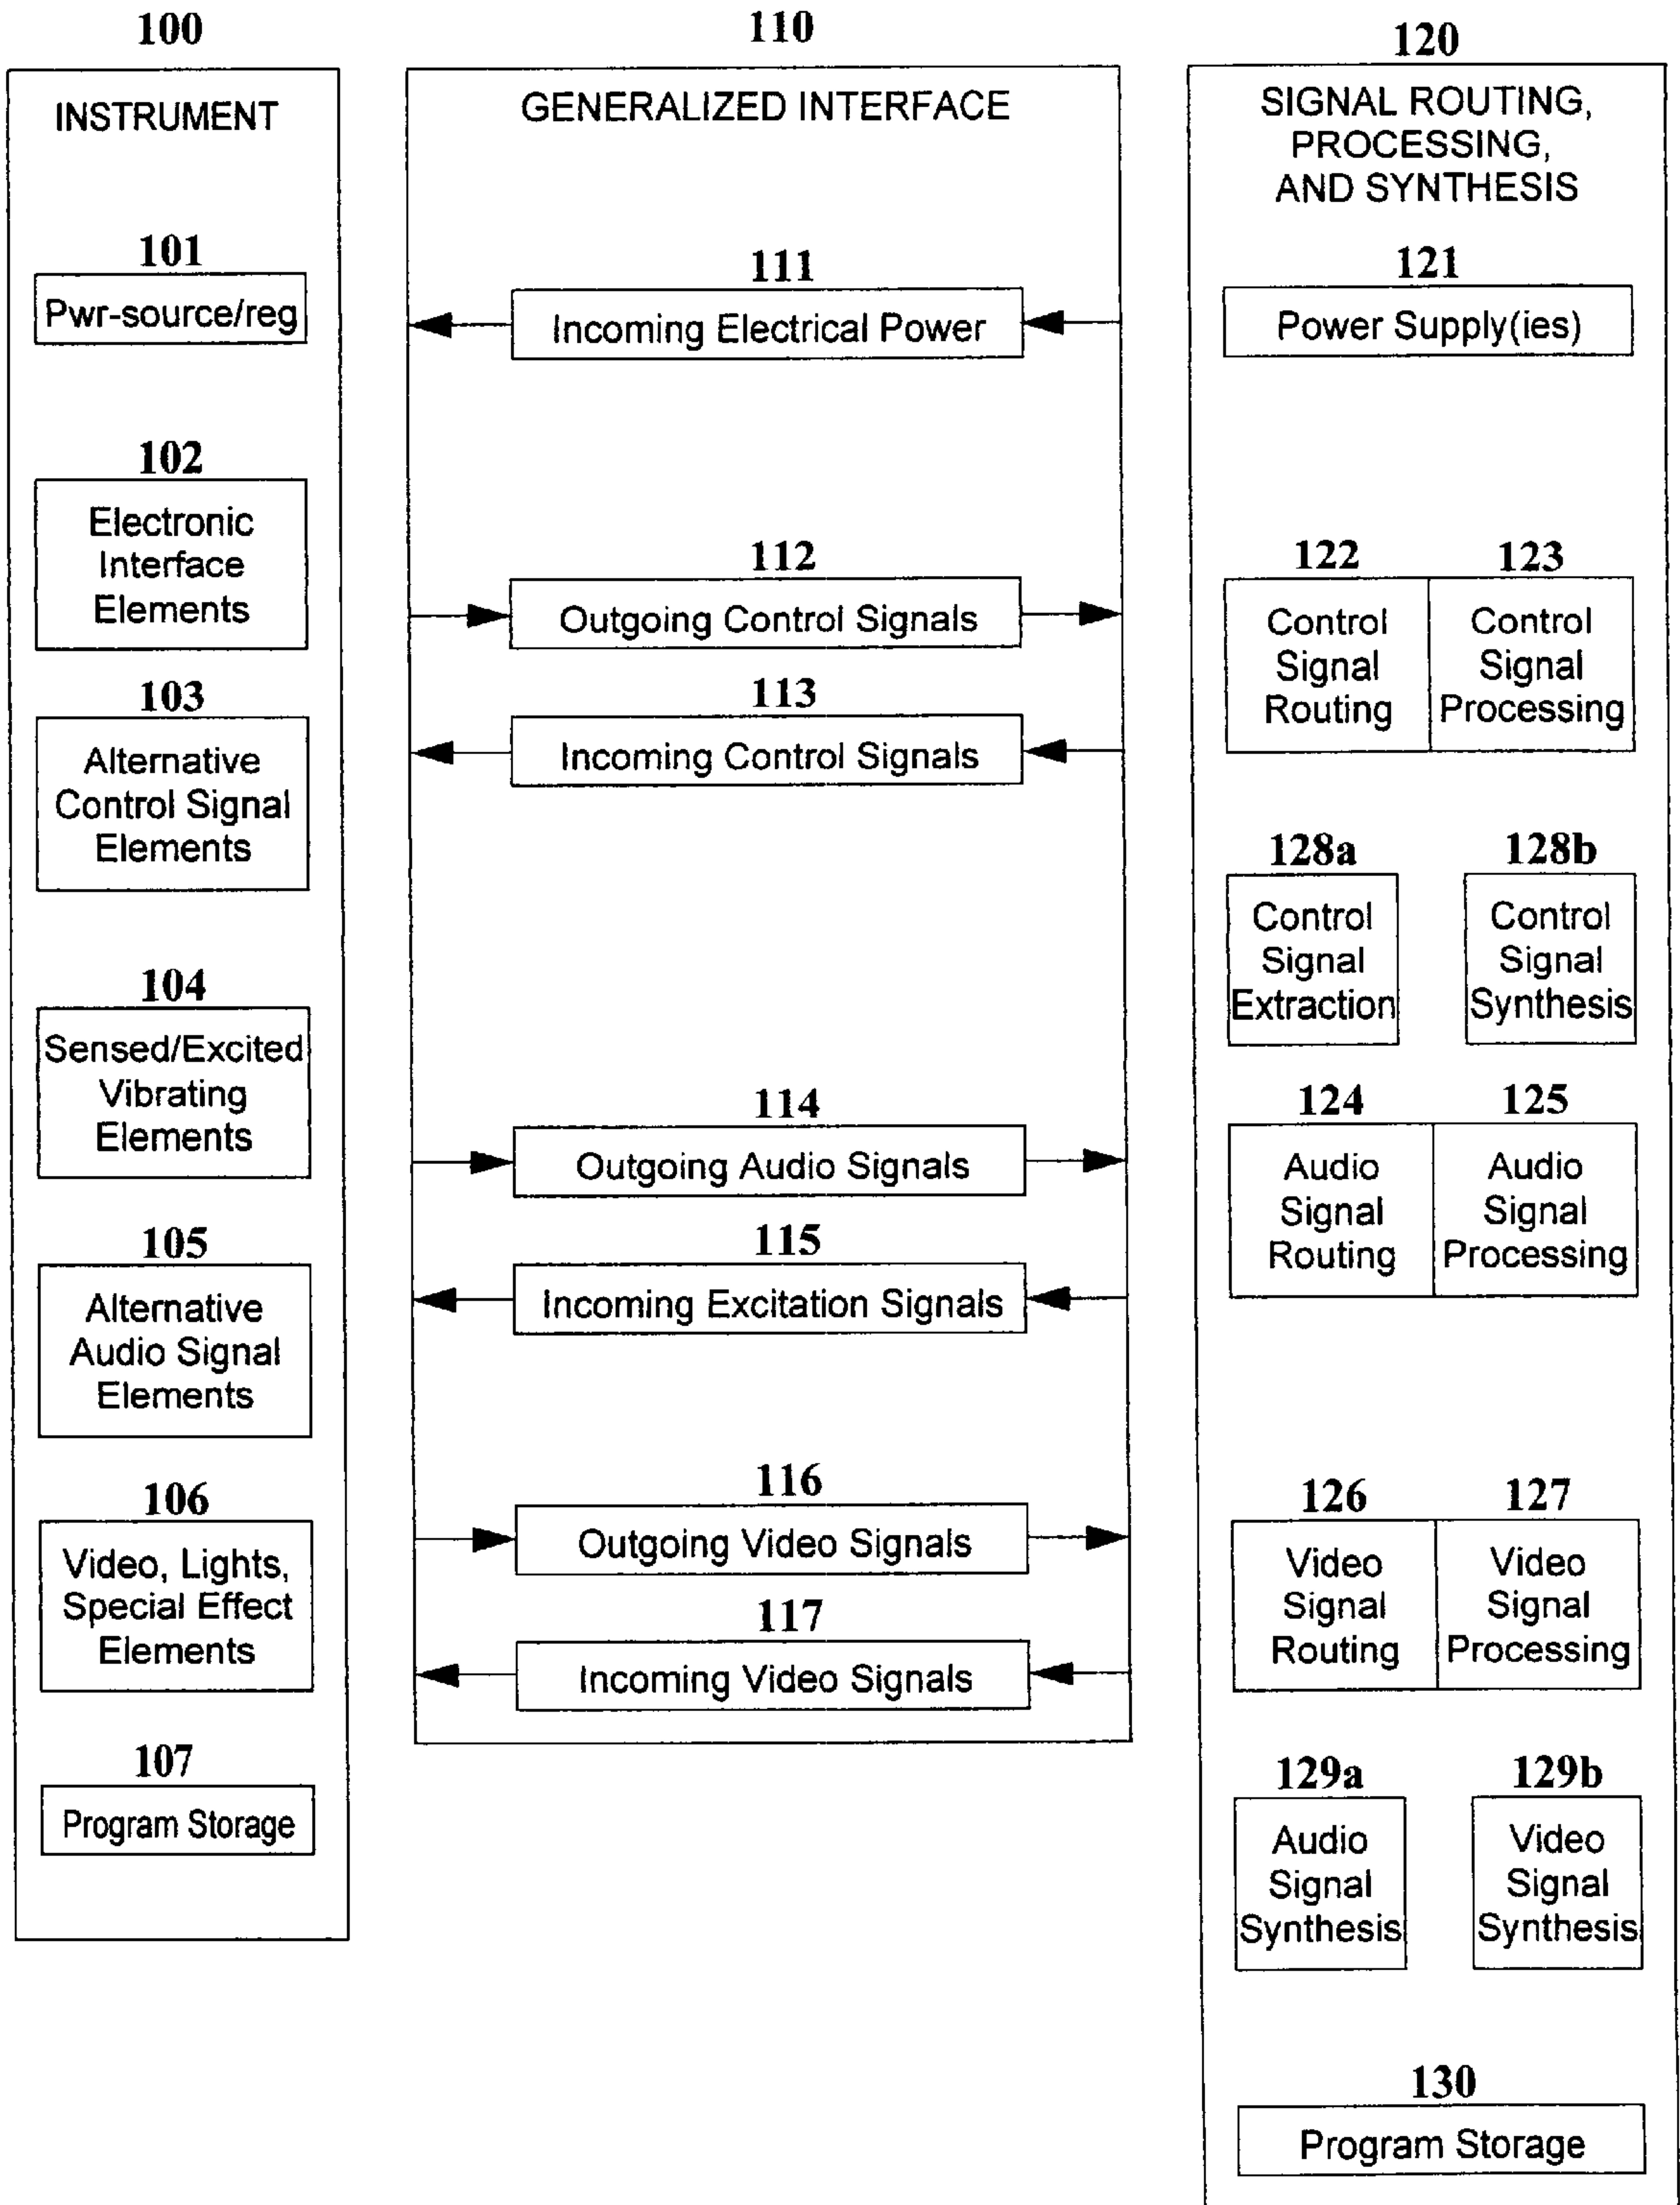 100
INSTRUMENT
101
Pwr-source/reg
102
Electronic
Interface
Elements
103
Alternative
Control Signal
Elements
104
Sensed/Excited
Vibrating
Elements
105
Alternative
Audio Signal
Elements
106
Video, Lights,
Special Effect
Elements
107
Program Storage
110
GENERALIZED INTERFACE
111
Incoming Electrical Power
112
Outgoing Control Signals
113
Incoming Control Signals
114
Outgoing Audio Signals
115
Incoming Excitation Signals
116
Outgoing Video Signals
117
Incoming Video Signals
120
SIGNAL ROUTING,
PROCESSING,
AND SYNTHESIS
121
Power Supply(ies)
122
Control
Signal
Routing
123
Control
Signal
Processing
128a
Control
Signal
Extraction
128b
Control
Signal
Synthesis
124
Audio
Signal
Routing
125
Audio
Signal
Processing
126
Video
Signal
Routing
127
Video
Signal
Processing
129a
Audio
Signal
Synthesis
129b
Video
Signal
Synthesis
130
Program Storage